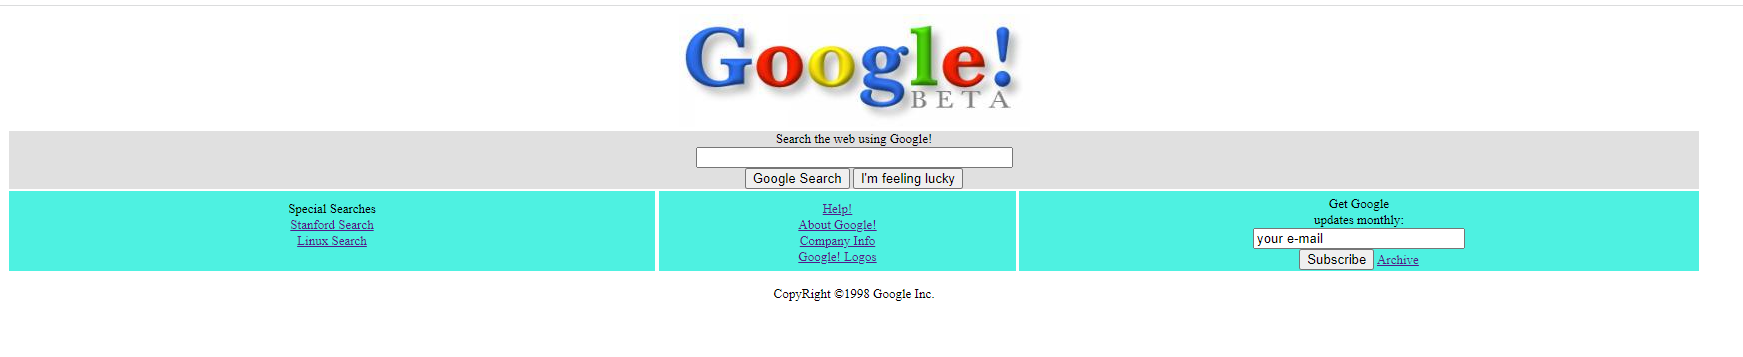 Google!
BETA
Search the web using Google!
Google Search I'm feeling lucky
Special Searches
Stanford Search
Linux Search
Help!
About Google!
Company Info
Google! Logos
Get Google
updates monthly:
your e-mail
Subscribe Archive
CopyRight ©1998 Google Inc.